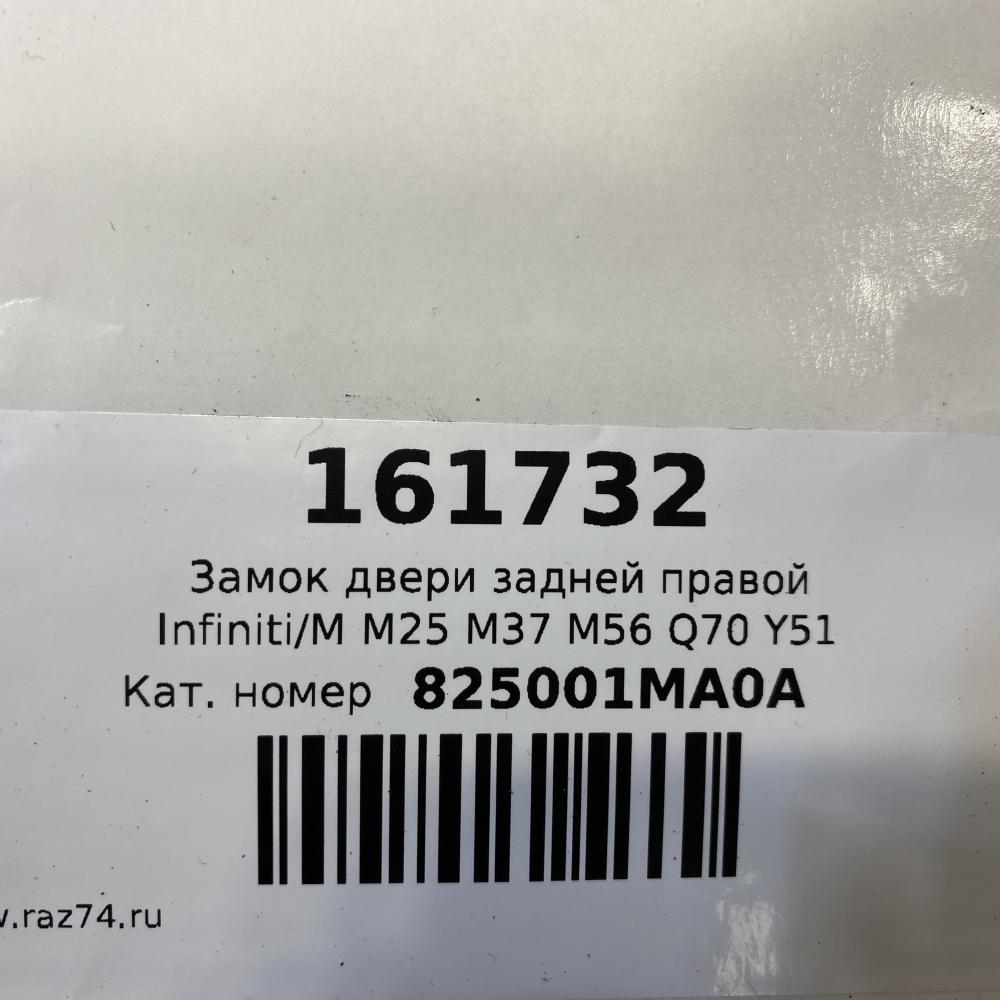 161732
Замок двери задней правой
Infiniti/M M25 M37 M56 Q70 Y51
Кат. номер 825001MA0A
.raz74.ru